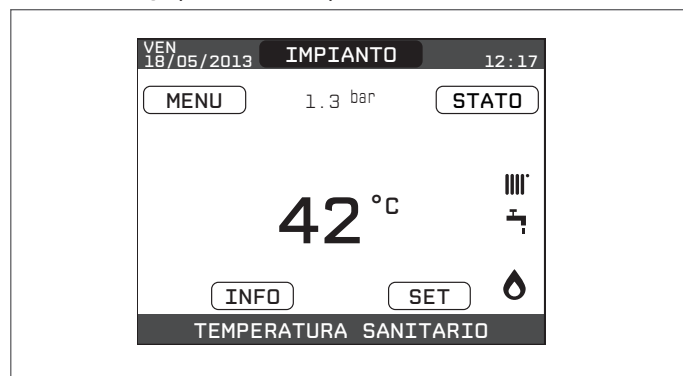 VEN
18/05/2013 IMPIANTO 12:17
MENU 1.3 bar STATO
42 °C
INFO SET
TEMPERATURA SANITARIO